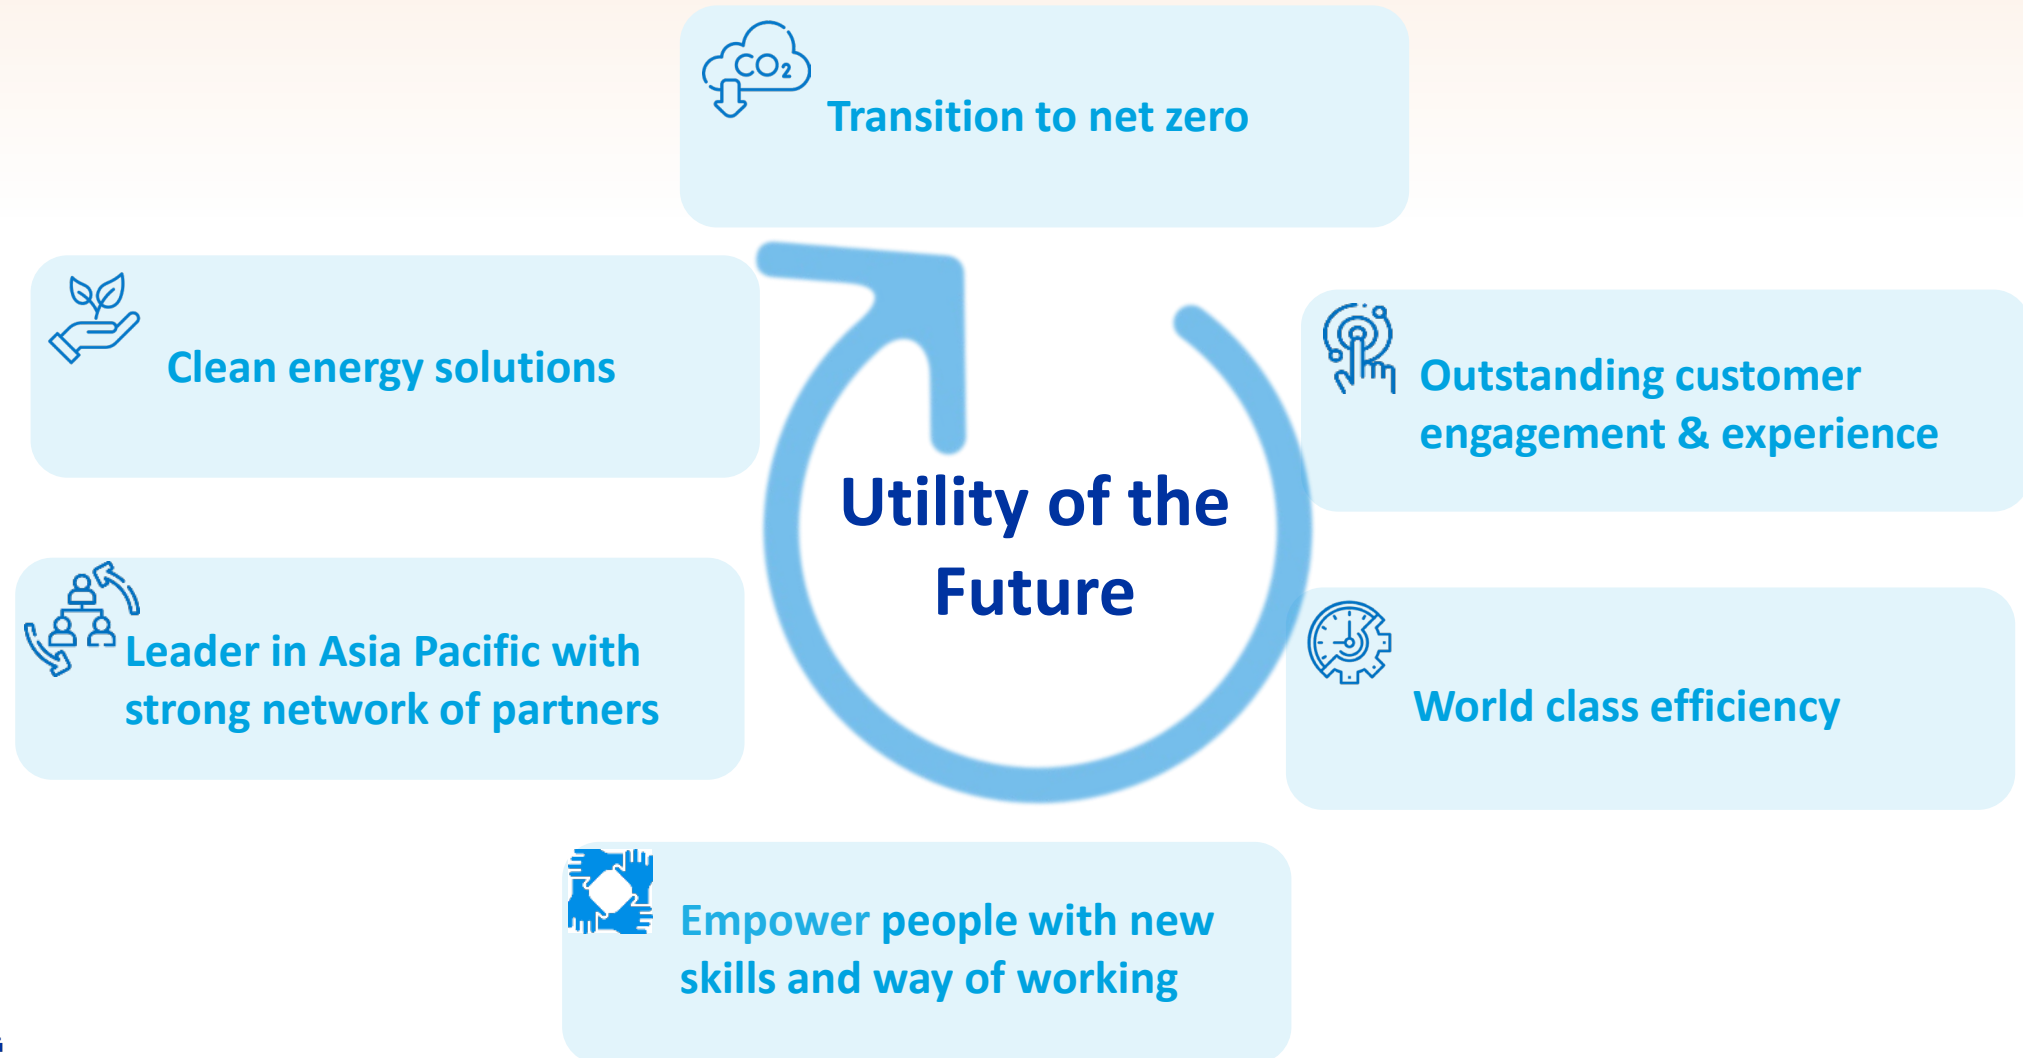 CO₂
Transition to net zero
Clean energy solutions
Outstanding customer
engagement & experience
Utility of the
Future
Leader in Asia Pacific with
strong network of partners
World class efficiency
Empower people with new
skills and way of working